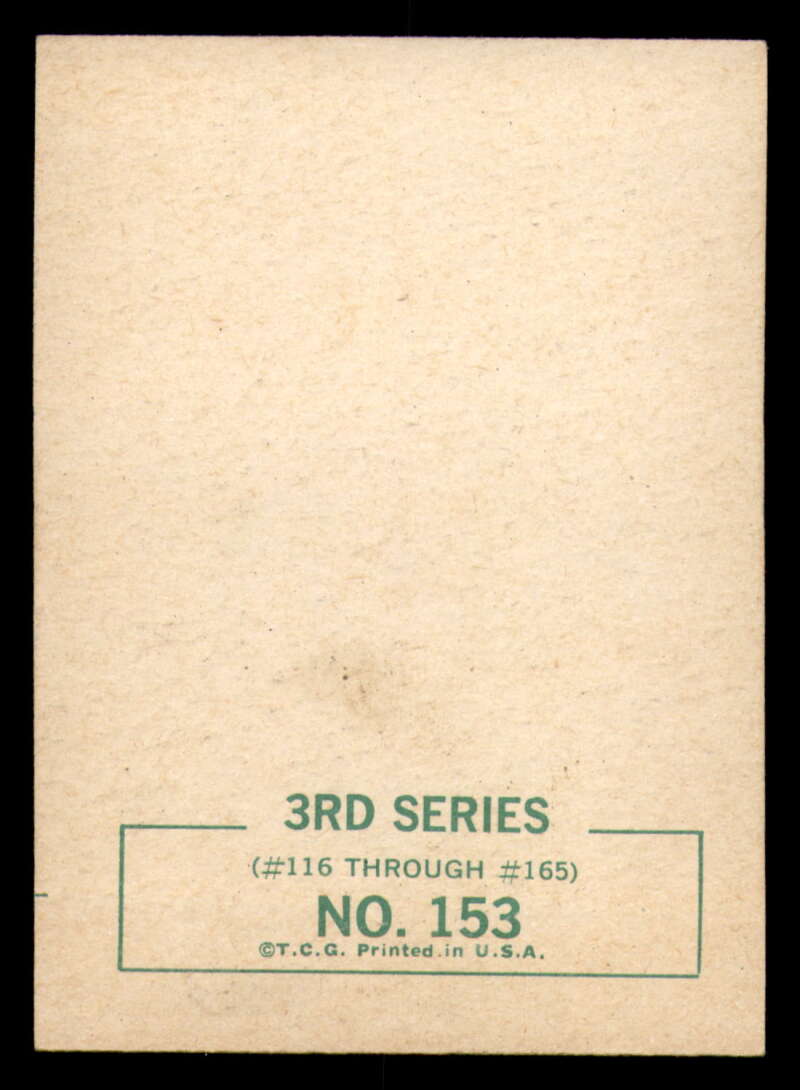 3RD SERIES
(#116 THROUGH #165)
NO. 153
©T.C.G. Printed in U.S.A.